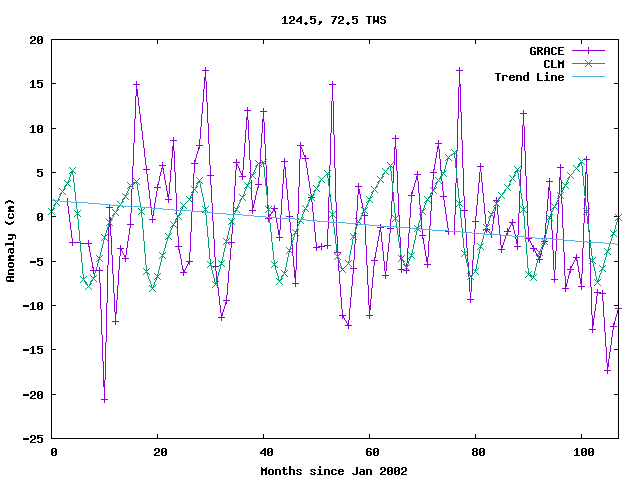 124.5, 72.5 TWS
GRACE
CLM
Trend Line
Anomaly (cm)
20
15
10
5
0
-5
-10
-15
-20
-25
0 20 40 60 80 100
Months since Jan 2002